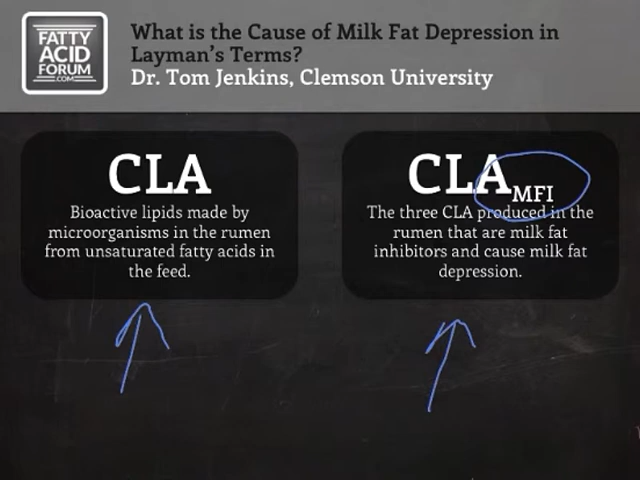 FATTY
ACID
FORUM
.COM
What is the Cause of Milk Fat Depression in
Layman's Terms?
Dr. Tom Jenkins, Clemson University
CLA
Bioactive lipids made by
microorganisms in the rumen
from unsaturated fatty acids in
the feed.
CLA MFI
The three CLA produced in the
rumen that are milk fat
inhibitors and cause milk fat
depression.